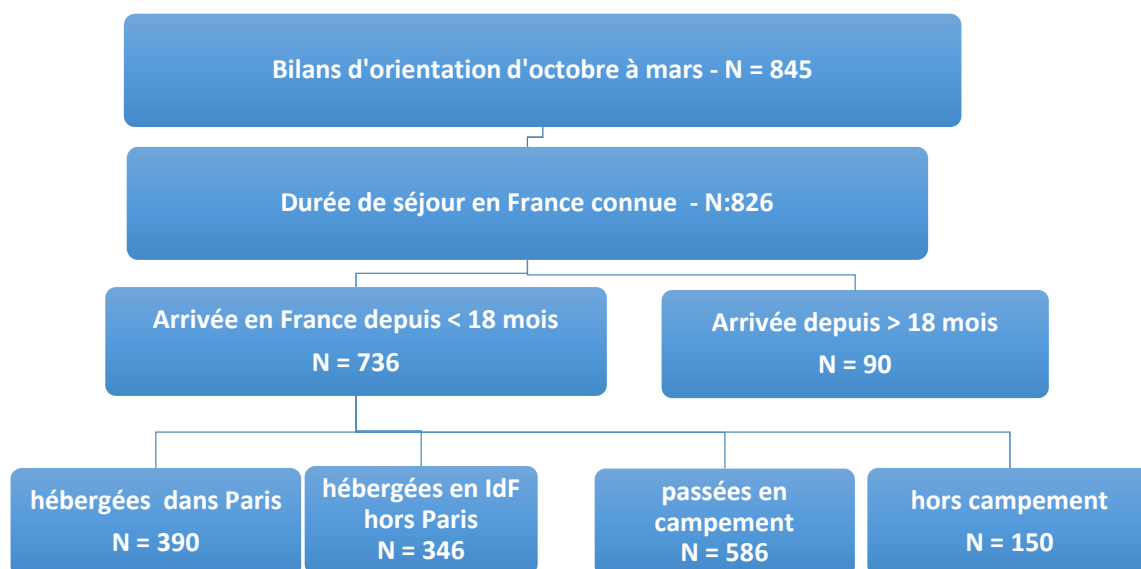 Bilans d'orientation d'octobre à mars - N = 845
Durée de séjour en France connue - N:826
Arrivée en France depuis < 18 mois
N = 736
Arrivée depuis > 18 mois
N = 90
hébergées dans Paris
N = 390
hébergées en IdF
hors Paris
N = 346
passées en
campement
N = 586
hors campement
N = 150